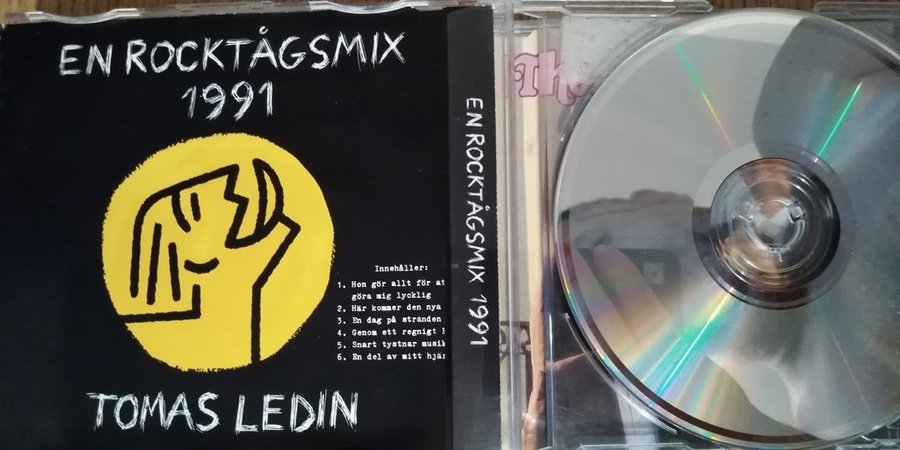 EN ROCKTÅGSMIX
1991
Innehåller:
1. Hon gör allt för at
göra mig lycklig
2. Här kommer den nya
3. En dag på stranden
4. Genom ett regnigt
5. Snart tystnar musik
6. En del av mitt hjär
TOMAS LEDIN
EN ROCKTÅGSMIX 1991